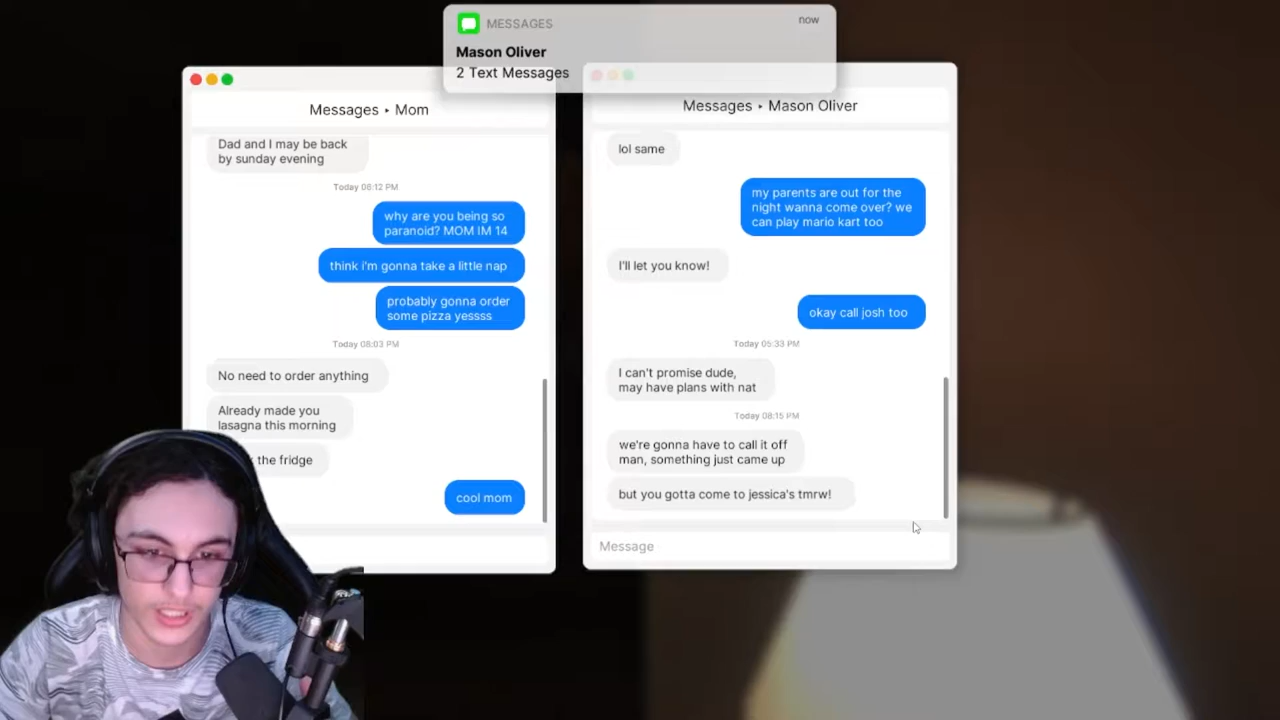 MESSAGES
now
Mason Oliver
2 Text Messages
Messages ‣ Mom
Dad and I may be back
by sunday evening
Today 06:12 PM
why are you being so
paranoid? MOM IM 14
think i'm gonna take a little nap
probably gonna order
some pizza yessss
Today 08:03 PM
No need to order anything
Already made you
lasagna this morning
the fridge
cool mom
Messages ‣ Mason Oliver
lol same
my parents are out for the
night wanna come over? we
can play mario kart too
I'll let you know!
okay call josh too
Today 05:33 PM
I can't promise dude,
may have plans with nat
Today 08:15 PM
we're gonna have to call it off
man, something just came up
but you gotta come to jessica's tmrw!
Message